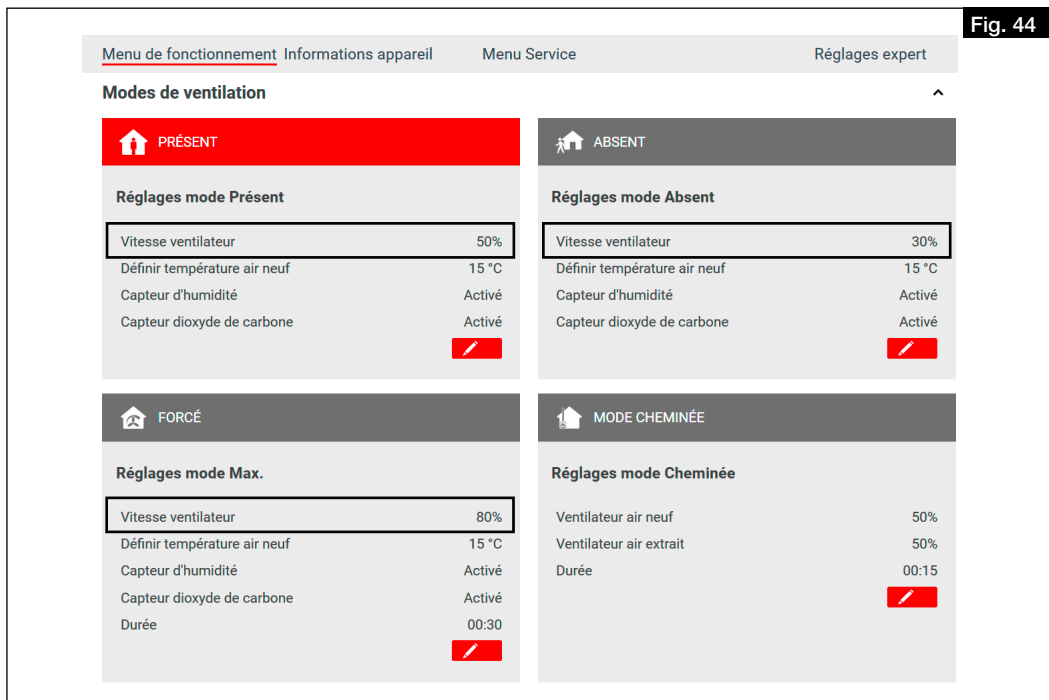 Fig. 44
Menu de fonctionnement Informations appareil Menu Service Réglages expert
Modes de ventilation
PRÉSENT
Réglages mode Présent
Vitesse ventilateur 50%
Définir température air neuf 15 °C
Capteur d'humidité Activé
Capteur dioxyde de carbone Activé
ABSENT
Réglages mode Absent
Vitesse ventilateur 30%
Définir température air neuf 15 °C
Capteur d'humidité Activé
Capteur dioxyde de carbone Activé
FORCÉ
Réglages mode Max.
Vitesse ventilateur 80%
Définir température air neuf 15 °C
Capteur d'humidité Activé
Capteur dioxyde de carbone Activé
Durée 00:30
MODE CHEMINÉE
Réglages mode Cheminée
Ventilateur air neuf 50%
Ventilateur air extrait 50%
Durée 00:15